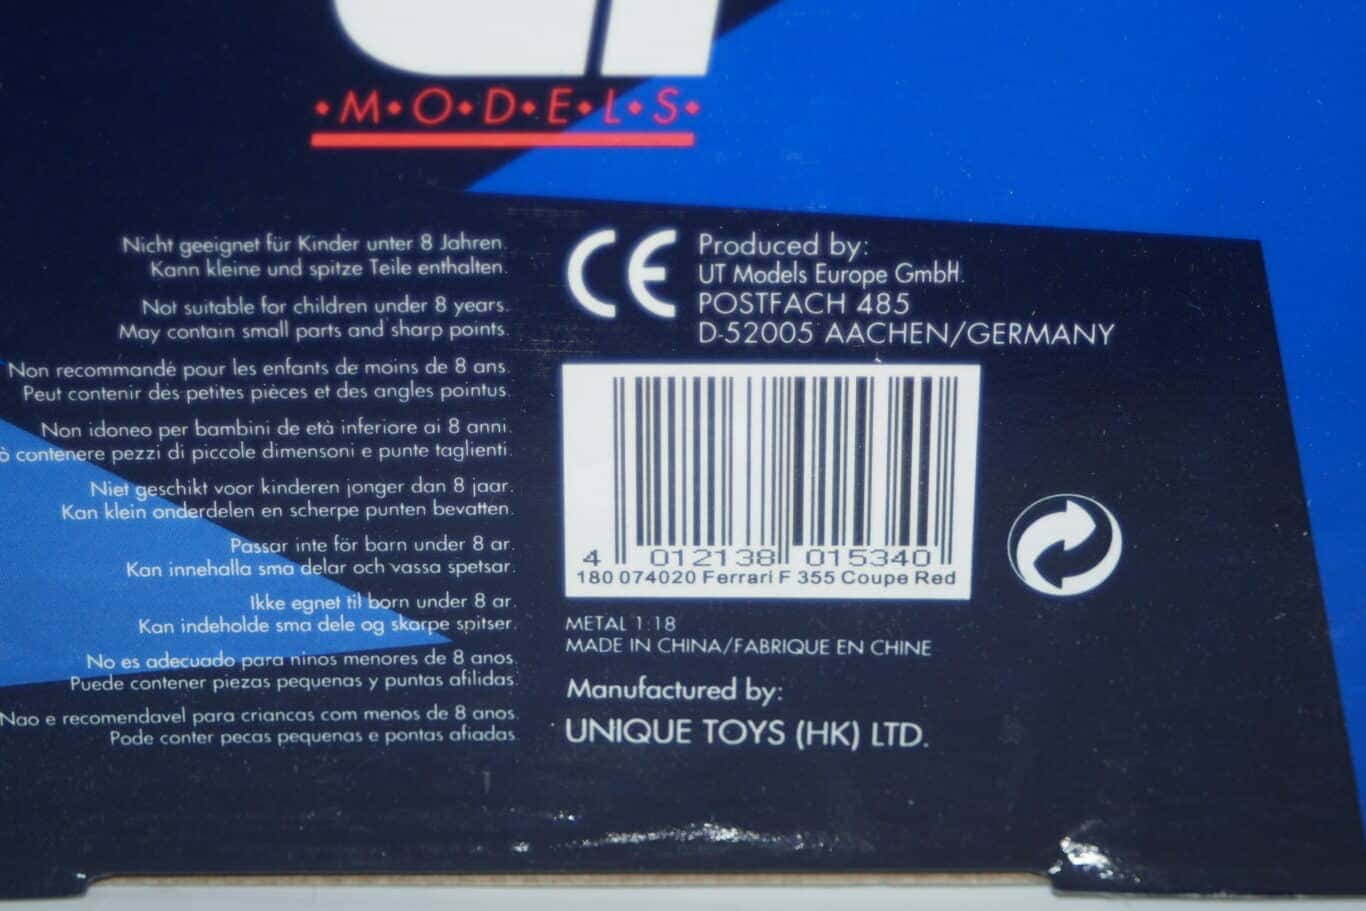 •M•O•D•E•L•S•
Nicht geeignet für Kinder unter 8 Jahren.
Kann kleine und spitze Teile enthalten.
Not suitable for children under 8 years.
May contain small parts and sharp points.
Non recommandé pour les enfants de moins de 8 ans.
Peut contenir des petites pièces et des angles pointus.
Non idoneo per bambini de età inferiore ai 8 anni.
contenere pezzi di piccole dimensoni e punte taglienti.
Niet geschikt voor kinderen jonger dan 8 jaar.
Kan klein onderdelen en scherpe punten bevatten.
Passar inte för barn under 8 ar.
Kan innehalla sma delar och vassa spetsar.
Ikke egnet til born under 8 ar.
Kan indeholde sma dele og skarpe spitser.
No es adecuado para ninos menores de 8 anos.
Puede contener piezas pequenas y puntas afilidas.
Nao e recomendavel para criancas com menos de 8 anos.
Pode conter pecas pequenas e pontas afiadas.
CE
Produced by:
UT Models Europe GmbH.
POSTFACH 485
D-52005 AACHEN/GERMANY
4 012138 015340
180 074020 Ferrari F 355 Coupe Red
METAL 1:18
MADE IN CHINA/FABRIQUE EN CHINE
Manufactured by:
UNIQUE TOYS (HK) LTD.